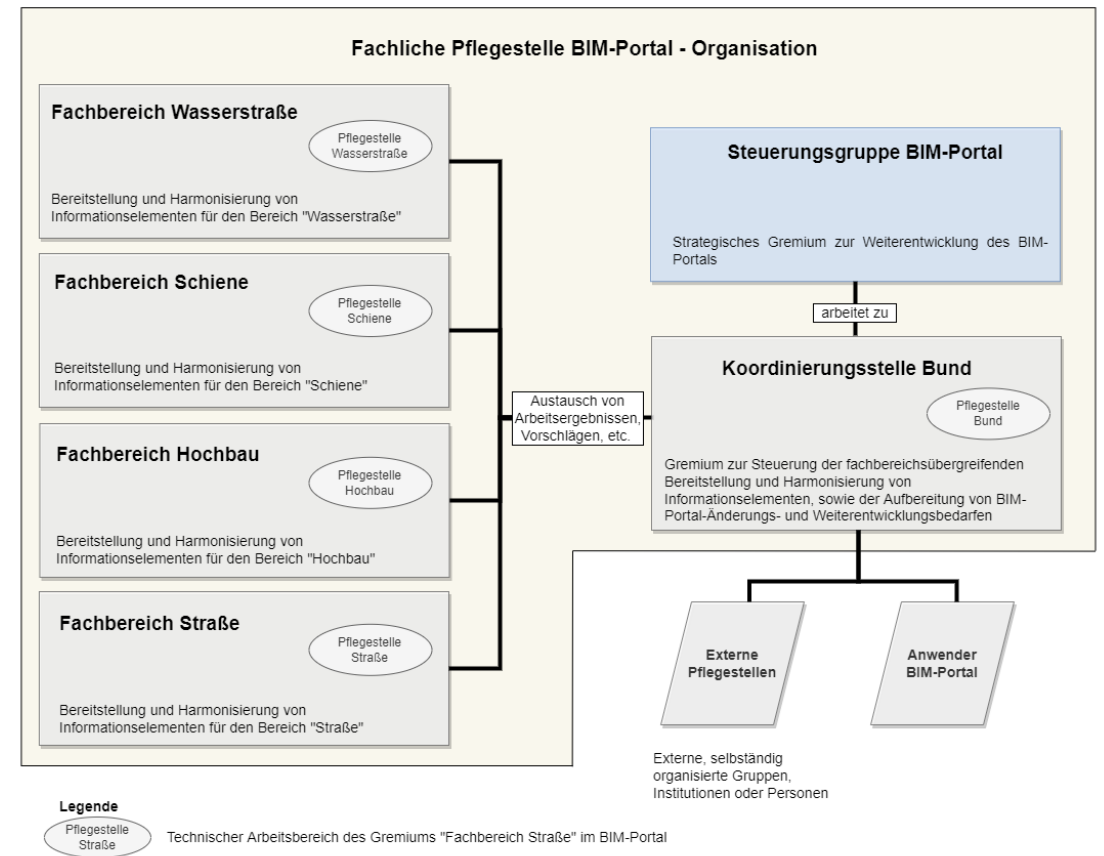 Fachliche Pflegestelle BIM-Portal - Organisation
Fachbereich Wasserstraße
Pflegestelle
Wasserstraße
Bereitstellung und Harmonisierung von
Informationselementen für den Bereich "Wasserstraße"
Fachbereich Schiene
Pflegestelle
Schiene
Bereitstellung und Harmonisierung von
Informationselementen für den Bereich "Schiene"
Fachbereich Hochbau
Pflegestelle
Hochbau
Bereitstellung und Harmonisierung von
Informationselementen für den Bereich "Hochbau"
Fachbereich Straße
Pflegestelle
Straße
Bereitstellung und Harmonisierung von
Informationselementen für den Bereich "Straße"
Austausch von
Arbeitsergebnissen,
Vorschlägen, etc.
Steuerungsgruppe BIM-Portal
Strategisches Gremium zur Weiterentwicklung des BIM-
Portals
arbeitet zu
Koordinierungsstelle Bund
Pflegestelle
Bund
Gremium zur Steuerung der fachbereichsübergreifenden
Bereitstellung und Harmonisierung von
Informationselementen, sowie der Aufbereitung von BIM-
Portal-Änderungs- und Weiterentwicklungsbedarfen
Externe
Pflegestellen
Anwender
BIM-Portal
Externe, selbständig
organisierte Gruppen,
Institutionen oder Personen
Legende
Pflegestelle
Straße
Technischer Arbeitsbereich des Gremiums "Fachbereich Straße" im BIM-Portal